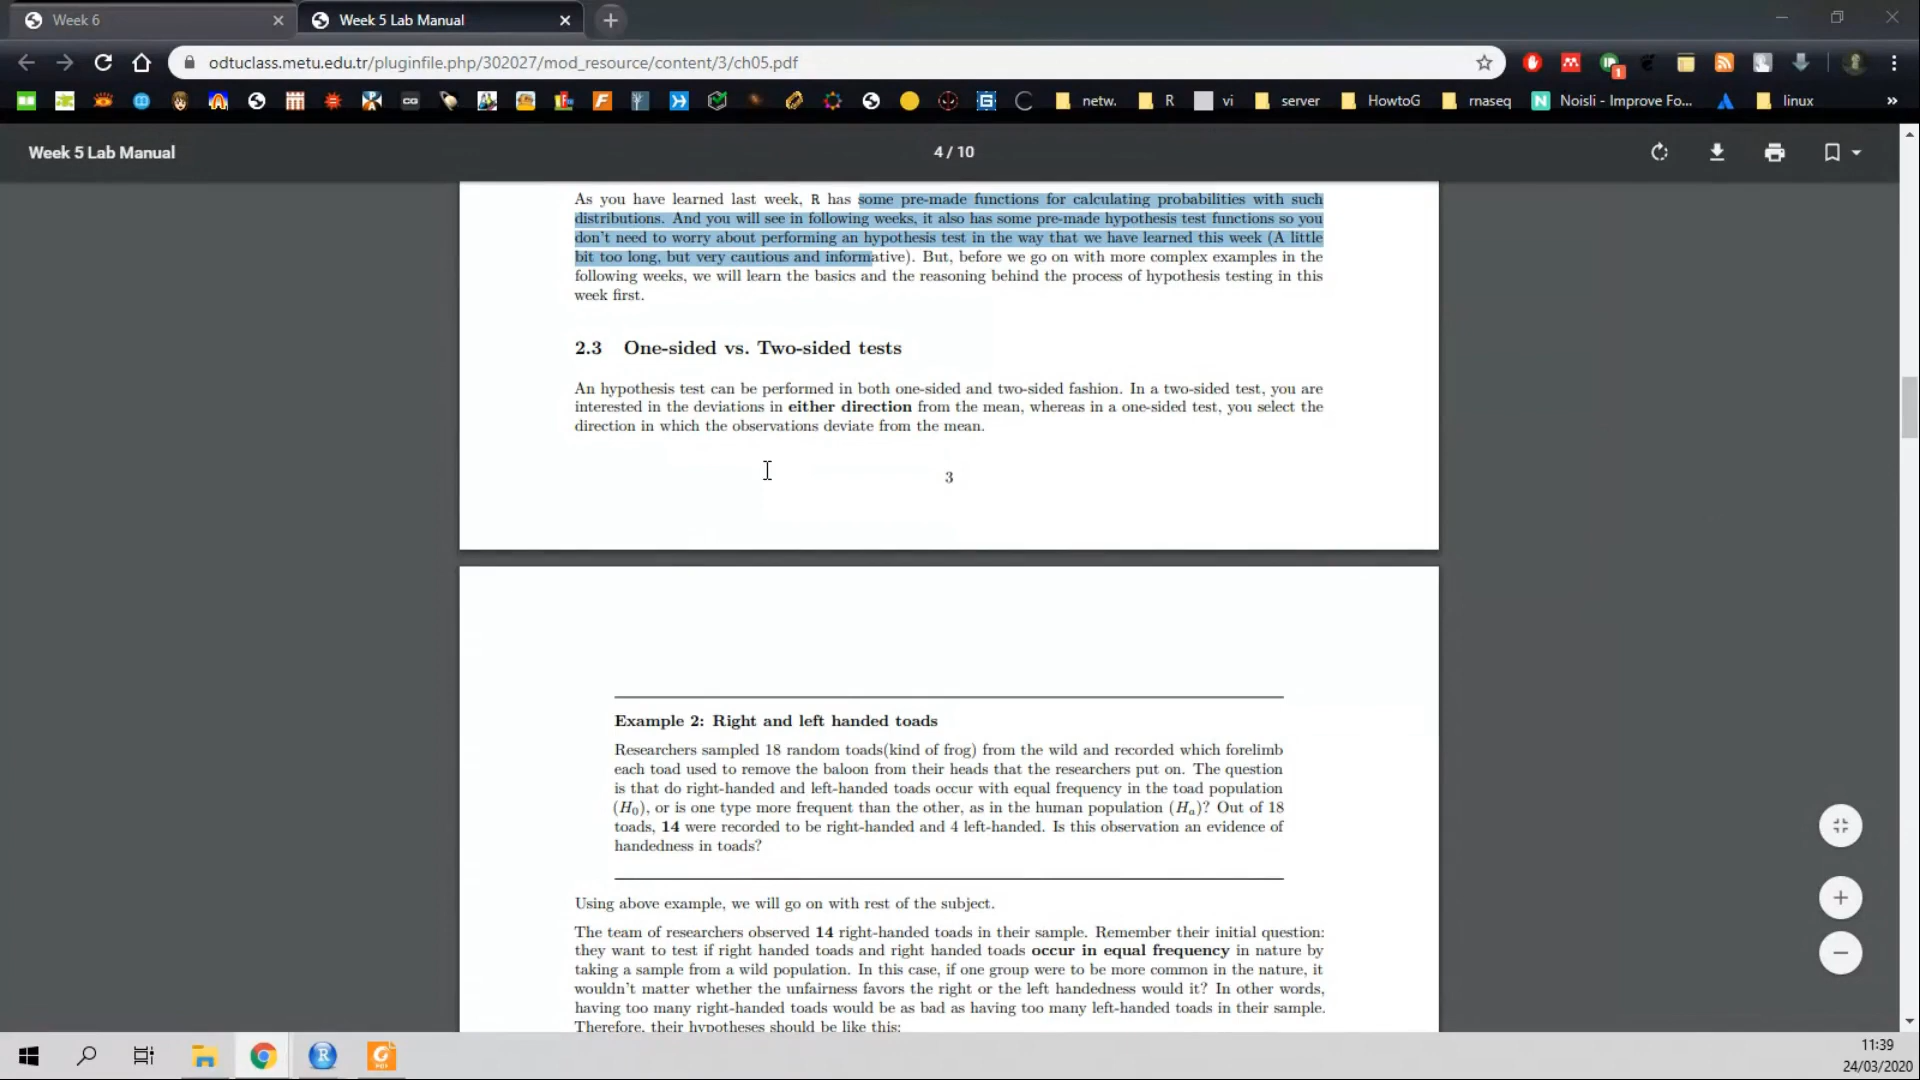 Week 6
Week 5 Lab Manual
odtuclass.metu.edu.tr/pluginfile.php/302027/mod_resource/content/3/ch05.pdf
netw.
R
vi
server
HowtoG
rnaseq
Noisli - Improve Fo...
linux
Week 5 Lab Manual
4 / 10
As you have learned last week, R has some pre-made functions for calculating probabilities with such
distributions. And you will see in following weeks, it also has some pre-made hypothesis test functions so you
don't need to worry about performing an hypothesis test in the way that we have learned this week (A little
bit too long, but very cautious and informative). But, before we go on with more complex examples in the
following weeks, we will learn the basics and the reasoning behind the process of hypothesis testing in this
week first.
2.3 One-sided vs. Two-sided tests
An hypothesis test can be performed in both one-sided and two-sided fashion. In a two-sided test, you are
interested in the deviations in either direction from the mean, whereas in a one-sided test, you select the
direction in which the observations deviate from the mean.
3
Example 2: Right and left handed toads
Researchers sampled 18 random toads(kind of frog) from the wild and recorded which forelimb
each toad used to remove the baloon from their heads that the researchers put on. The question
is that do right-handed and left-handed toads occur with equal frequency in the toad population
(H₀), or is one type more frequent than the other, as in the human population (Hₐ)? Out of 18
toads, 14 were recorded to be right-handed and 4 left-handed. Is this observation an evidence of
handedness in toads?
Using above example, we will go on with rest of the subject.
The team of researchers observed 14 right-handed toads in their sample. Remember their initial question:
they want to test if right handed toads and right handed toads occur in equal frequency in nature by
taking a sample from a wild population. In this case, if one group were to be more common in the nature, it
wouldn't matter whether the unfairness favors the right or the left handedness would it? In other words,
having too many right-handed toads would be as bad as having too many left-handed toads in their sample.
Therefore, their hypotheses should be like this:
11:39
24/03/2020